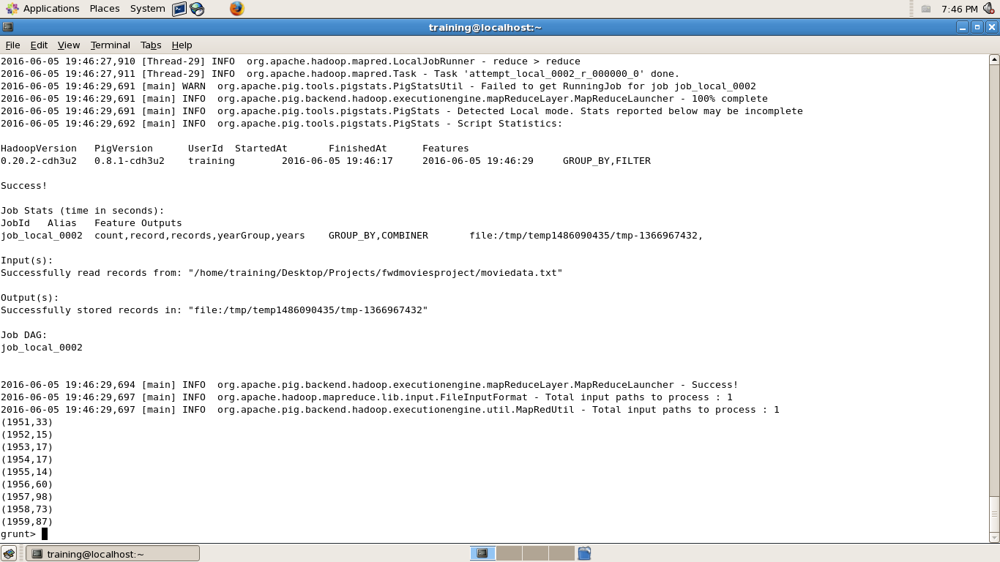 Applications Places System 7:46 PM
training@localhost:~
File Edit View Terminal Tabs Help
2016-06-05 19:46:27,910 [Thread-29] INFO  org.apache.hadoop.mapred.LocalJobRunner - reduce > reduce
2016-06-05 19:46:27,911 [Thread-29] INFO  org.apache.hadoop.mapred.Task - Task 'attempt_local_0002_r_000000_0' done.
2016-06-05 19:46:29,691 [main] WARN  org.apache.pig.tools.pigstats.PigStatsUtil - Failed to get RunningJob for job job_local_0002
2016-06-05 19:46:29,691 [main] INFO  org.apache.pig.backend.hadoop.executionengine.mapReduceLayer.MapReduceLauncher - 100% complete
2016-06-05 19:46:29,691 [main] INFO  org.apache.pig.tools.pigstats.PigStats - Detected Local mode. Stats reported below may be incomplete
2016-06-05 19:46:29,692 [main] INFO  org.apache.pig.tools.pigstats.PigStats - Script Statistics:
HadoopVersion   PigVersion      UserId  StartedAt       FinishedAt      Features
0.20.2-cdh3u2   0.8.1-cdh3u2    training        2016-06-05 19:46:17     2016-06-05 19:46:29     GROUP_BY,FILTER
Success!
Job Stats (time in seconds):
JobId   Alias   Feature Outputs
job_local_0002  count,record,records,yearGroup,years    GROUP_BY,COMBINER       file:/tmp/temp1486090435/tmp-1366967432,
Input(s):
Successfully read records from: "/home/training/Desktop/Projects/fwdmoviesproject/moviedata.txt"
Output(s):
Successfully stored records in: "file:/tmp/temp1486090435/tmp-1366967432"
Job DAG:
job_local_0002
2016-06-05 19:46:29,694 [main] INFO  org.apache.pig.backend.hadoop.executionengine.mapReduceLayer.MapReduceLauncher - Success!
2016-06-05 19:46:29,697 [main] INFO  org.apache.hadoop.mapreduce.lib.input.FileInputFormat - Total input paths to process : 1
2016-06-05 19:46:29,697 [main] INFO  org.apache.pig.backend.hadoop.executionengine.util.MapRedUtil - Total input paths to process : 1
(1951,33)
(1952,15)
(1953,17)
(1954,17)
(1955,14)
(1956,60)
(1957,98)
(1958,73)
(1959,87)
grunt>
training@localhost:~